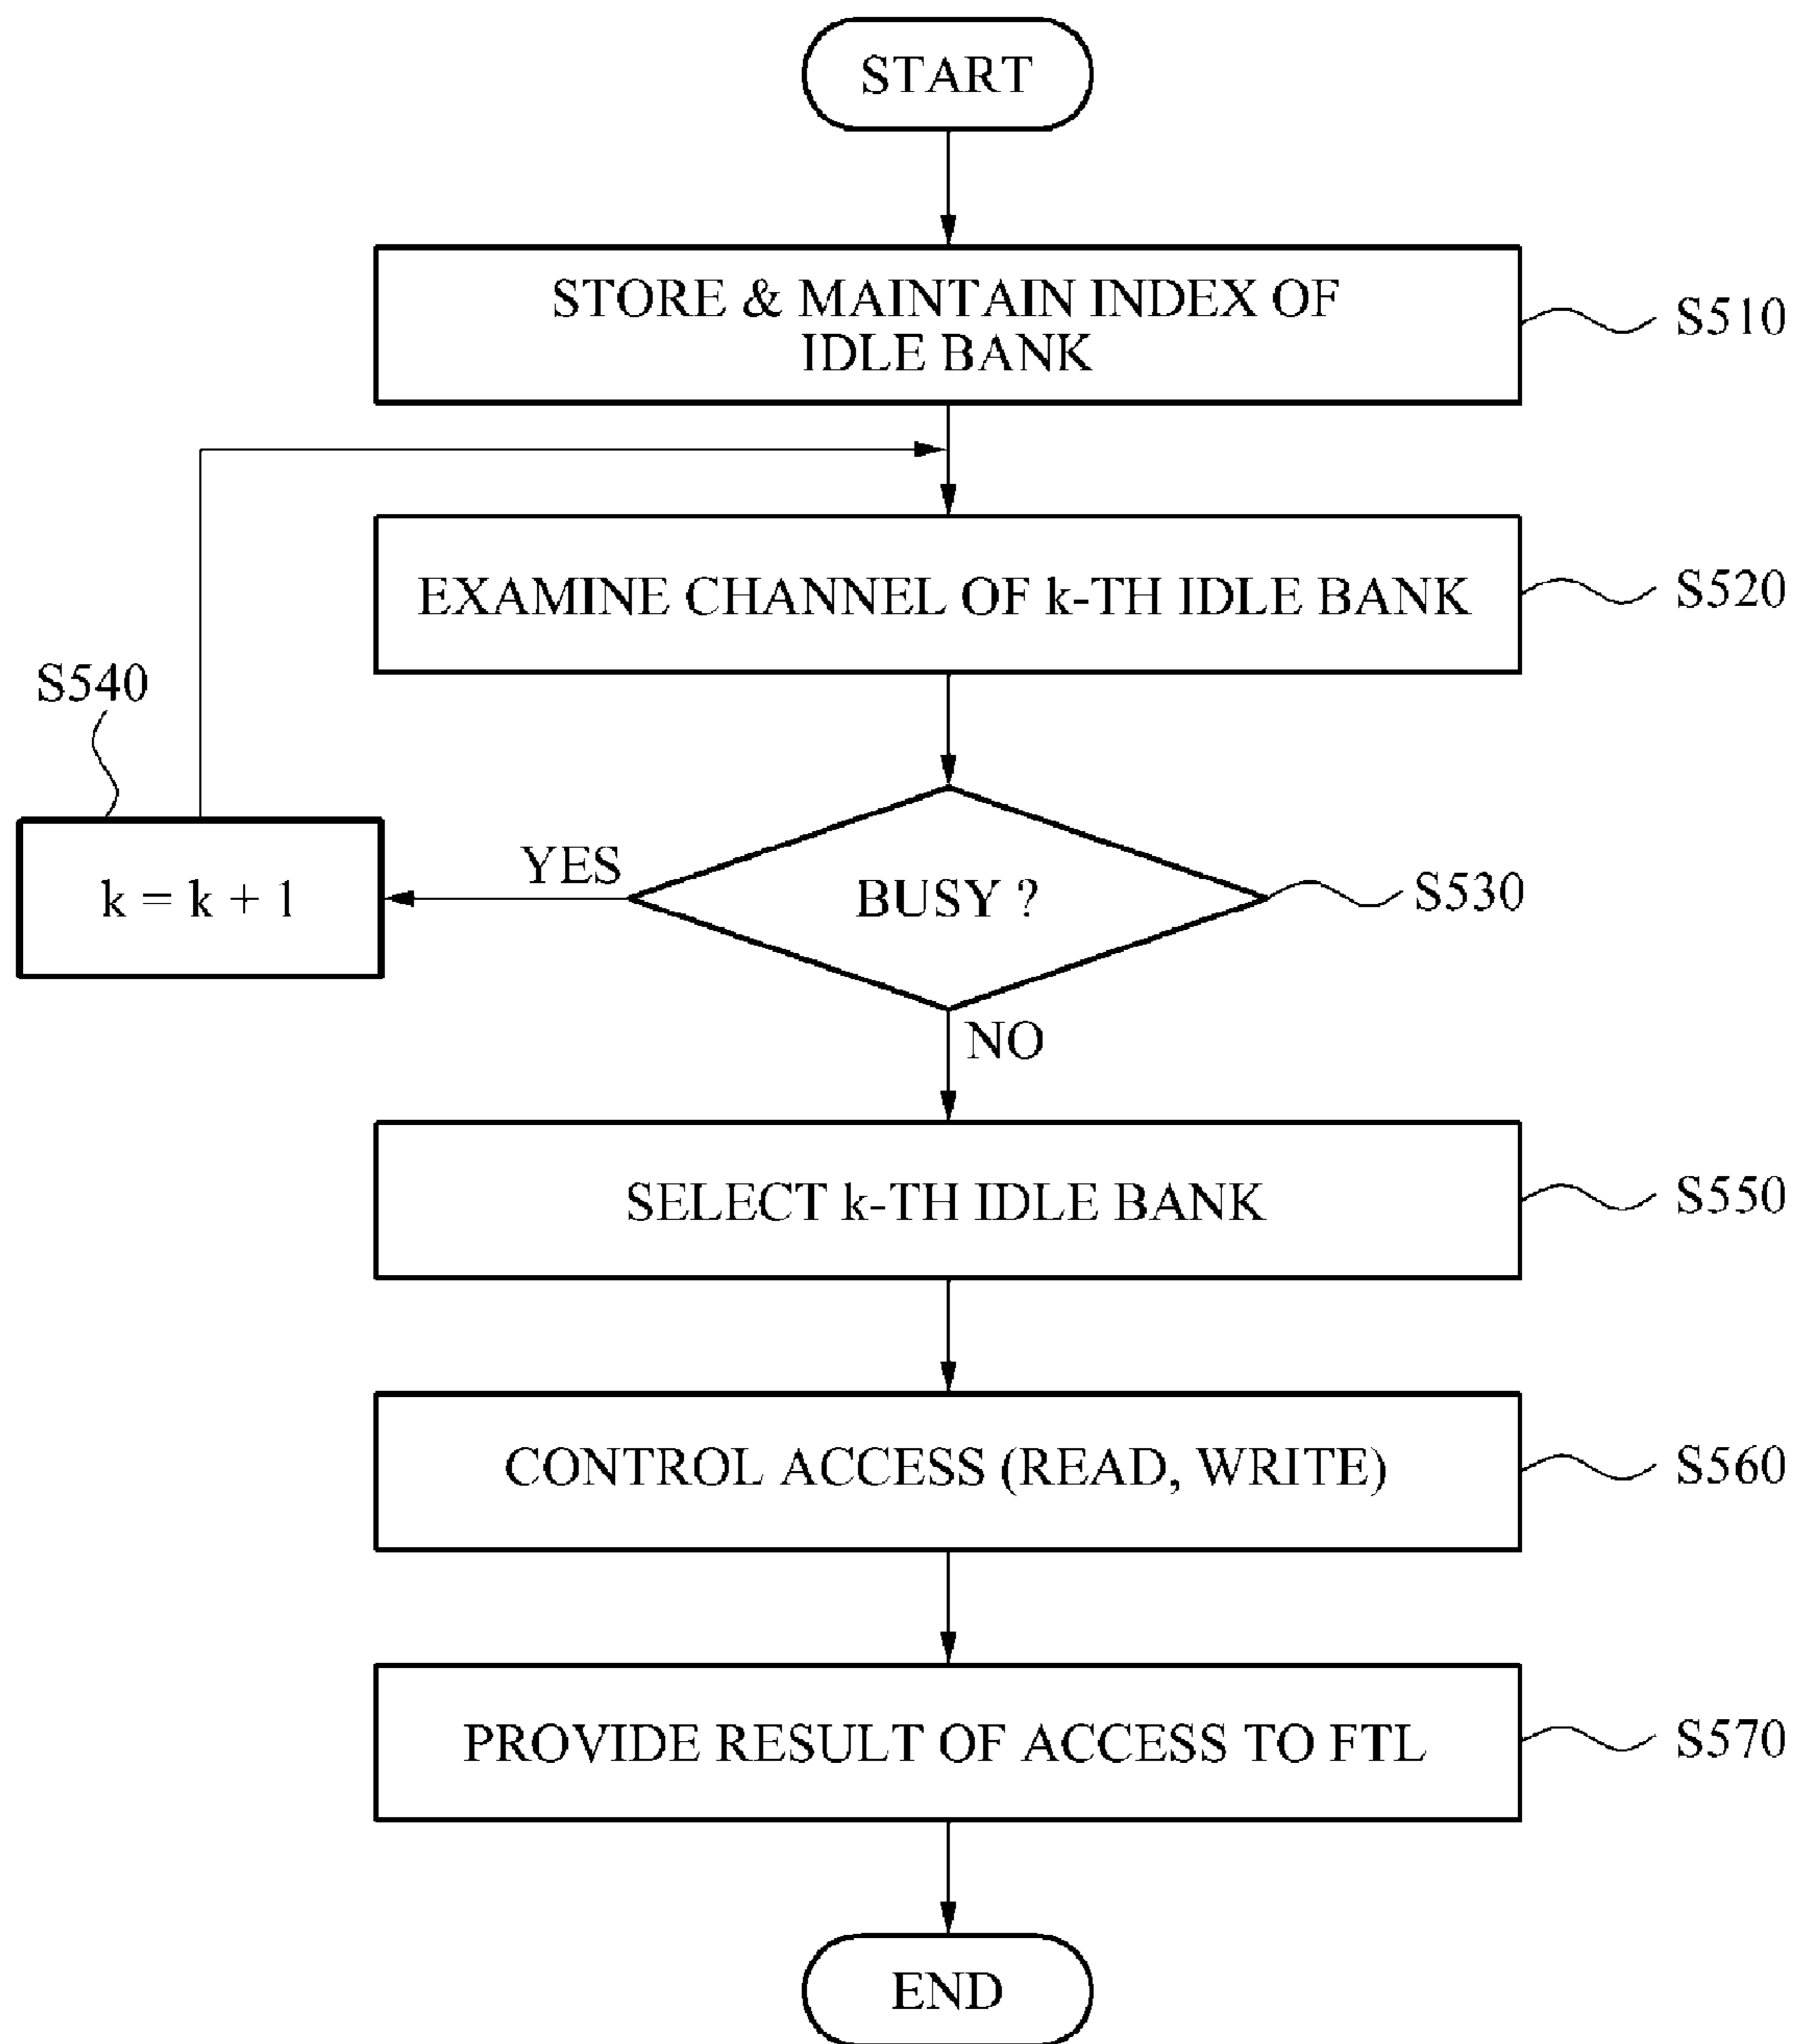 START
STORE & MAINTAIN INDEX OF
IDLE BANK
S510
EXAMINE CHANNEL OF k-TH IDLE BANK
S520
S540
k = k + 1
YES
BUSY ?
S530
NO
SELECT k-TH IDLE BANK
S550
CONTROL ACCESS (READ, WRITE)
S560
PROVIDE RESULT OF ACCESS TO FTL
S570
END